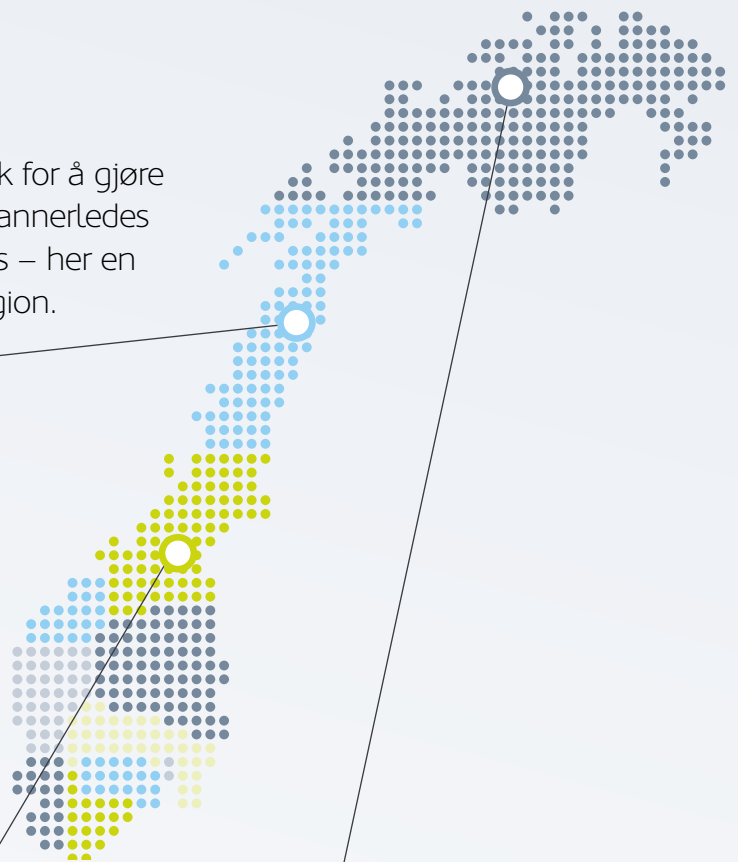 k for å gjøre
annerledes
s – her en
gion.